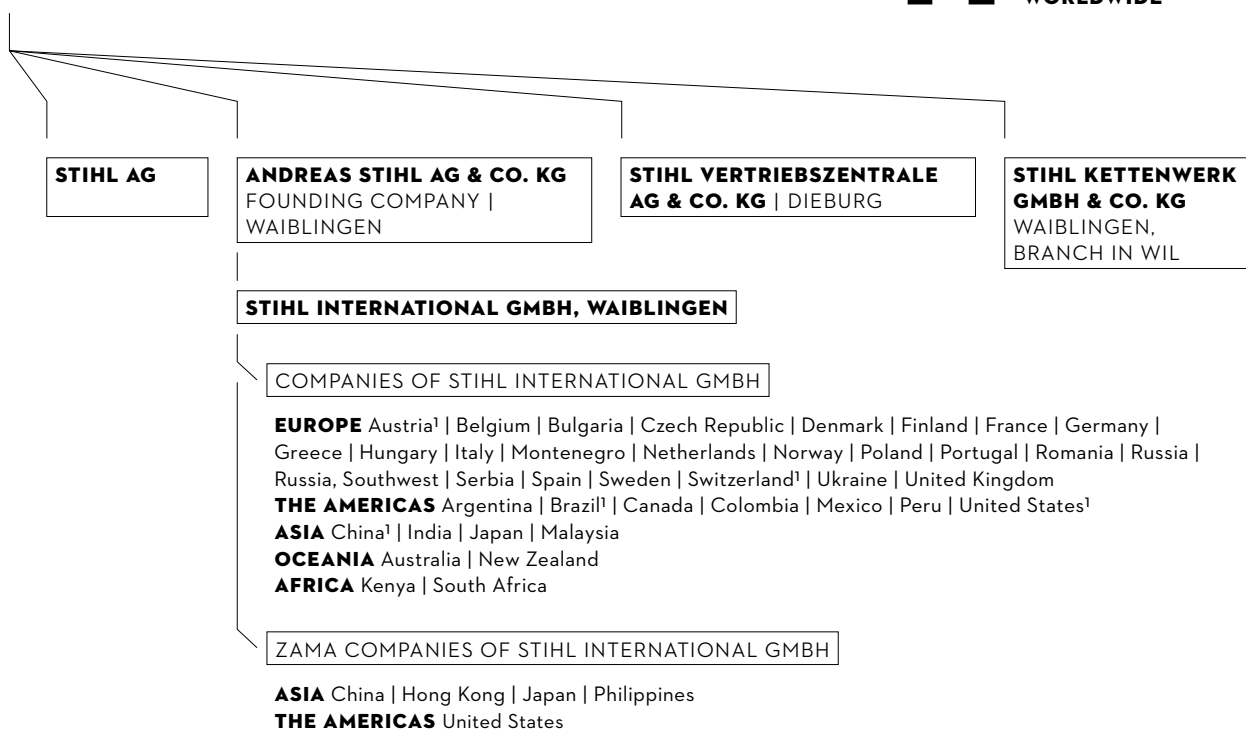 WORLDWIDE
STIHL AG
ANDREAS STIHL AG & CO. KG
FOUNDING COMPANY |
WAIBLINGEN
STIHL VERTRIEBSZENTRALE
AG & CO. KG | DIEBURG
STIHL KETTENWERK
GMBH & CO. KG
WAIBLINGEN,
BRANCH IN WIL
STIHL INTERNATIONAL GMBH, WAIBLINGEN
COMPANIES OF STIHL INTERNATIONAL GMBH
EUROPE Austria¹ | Belgium | Bulgaria | Czech Republic | Denmark | Finland | France | Germany |
Greece | Hungary | Italy | Montenegro | Netherlands | Norway | Poland | Portugal | Romania | Russia |
Russia, Southwest | Serbia | Spain | Sweden | Switzerland¹ | Ukraine | United Kingdom
THE AMERICAS Argentina | Brazil¹ | Canada | Colombia | Mexico | Peru | United States¹
ASIA China¹ | India | Japan | Malaysia
OCEANIA Australia | New Zealand
AFRICA Kenya | South Africa
ZAMA COMPANIES OF STIHL INTERNATIONAL GMBH
ASIA China | Hong Kong | Japan | Philippines
THE AMERICAS United States